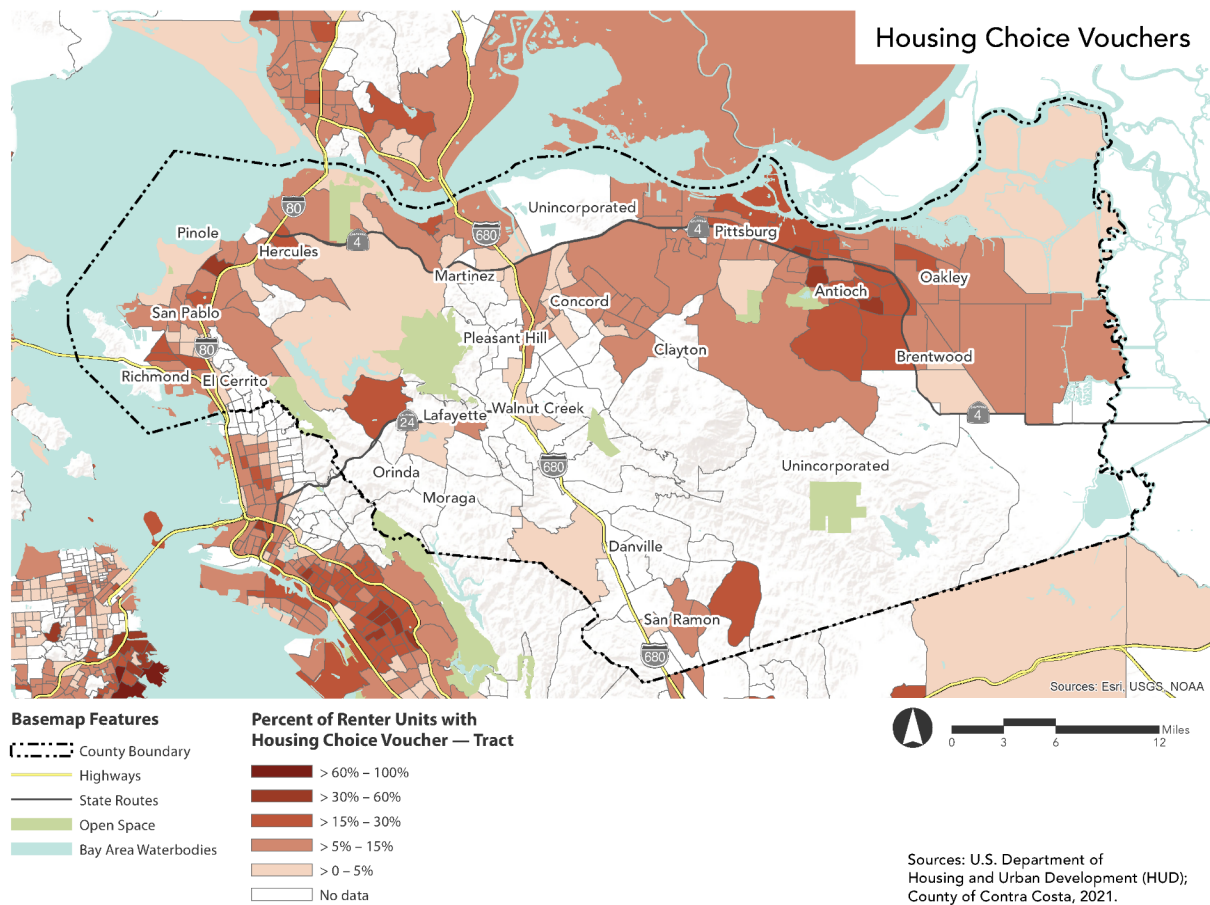 Housing Choice Vouchers
Unincorporated
80
Pinole
4
Pittsburg
680
4
Hercules
Martinez
Oakley
Antioch
Concord
San Pablo
Pleasant Hill
80
Clayton
Brentwood
Richmond
El Cerrito
Walnut Creek
Lafayette
24
4
680
Unincorporated
Orinda
Moraga
Danville
San Ramon
680
Sources: Esri, USGS, NOAA
Basemap Features
County Boundary
Highways
State Routes
Open Space
Bay Area Waterbodies
Percent of Renter Units with
Housing Choice Voucher — Tract
> 60% – 100%
> 30% – 60%
> 15% – 30%
> 5% – 15%
> 0 – 5%
No data
Miles
0 3 6 12
Sources: U.S. Department of
Housing and Urban Development (HUD);
County of Contra Costa, 2021.